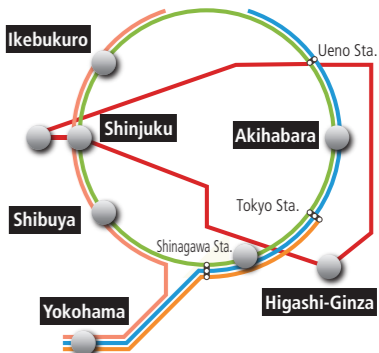 Ikebukuro
Ueno Sta.
Shinjuku
Akihabara
Shibuya
Tokyo Sta.
Shinagawa Sta.
Higashi-Ginza
Yokohama